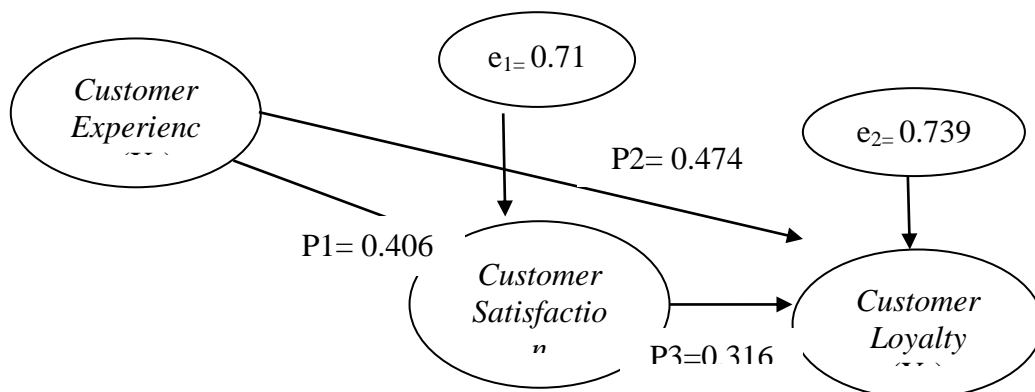 e1= 0.71
Customer
Experienc
e2= 0.739
P2= 0.474
P1= 0.406
Customer
Satisfactio
n
Customer
Loyalty
P3=0.316